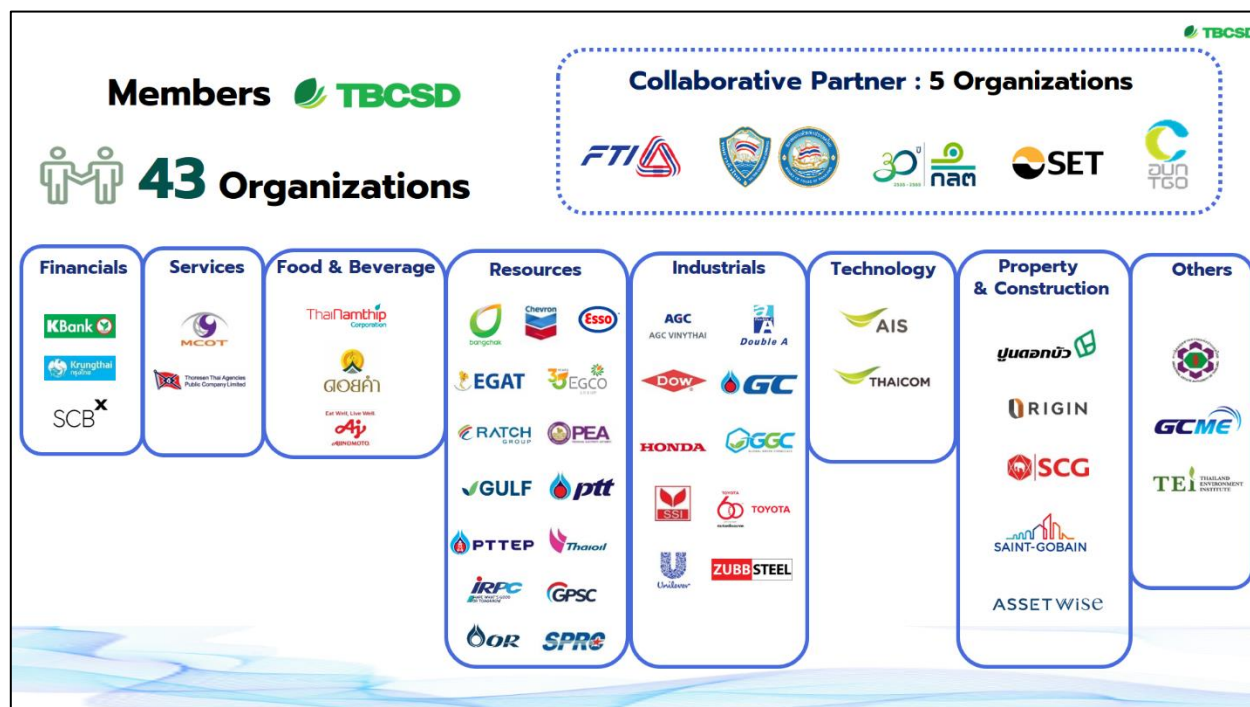 TBCSD
Members TBCSD
43 Organizations
Collaborative Partner : 5 Organizations
FTI
30 ปี
กลต
SET
อบก
TGO
Financials
KBank
Krungthai
กรุงไทย
SCB X
Services
MCOT
Thoresen Thai Agencies
Public Company Limited
Food & Beverage
ThaiNamthip
Corporation
ดอยคำ
Eat Well, Live Well.
Aj
AJINOMOTO
Resources
bangchak
Chevron
Esso
EGAT
EGCO
GROUP
RATCH
GROUP
PEA
GULF
ptt
PTTEP
Thaioil
IRPC
GPSC
OR
SPRC
Industrials
AGC
AGC VINYTHAI
Double A
Dow
GC
HONDA
GGC
SSI
TOYOTA
60
TOYOTA
Unilever
ZUBB STEEL
Technology
AIS
THAICOM
Property
& Construction
ปูนดอกบัว
ORIGIN
SCG
SAINT-GOBAIN
ASSETWISE
Others
GCME
TEI THAILAND
ENVIRONMENT
INSTITUTE